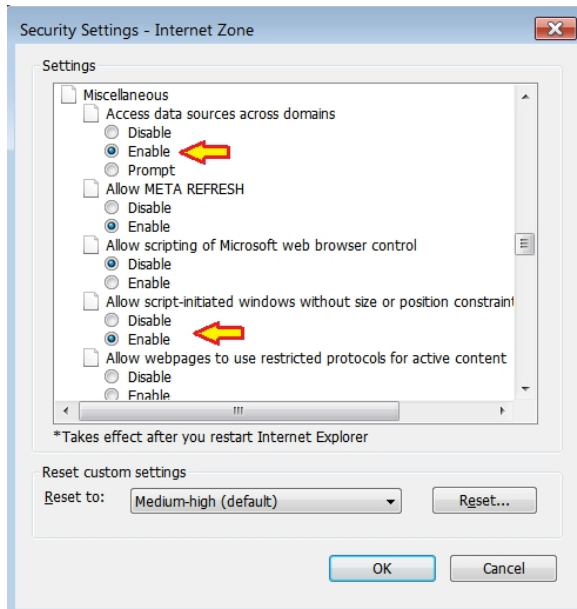 Security Settings - Internet Zone
Settings
Miscellaneous
Access data sources across domains
Disable
Enable
Prompt
Allow META REFRESH
Disable
Enable
Allow scripting of Microsoft web browser control
Disable
Enable
Allow script-initiated windows without size or position constraint
Disable
Enable
Allow webpages to use restricted protocols for active content
Disable
Enable
*Takes effect after you restart Internet Explorer
Reset custom settings
Reset to: Medium-high (default) Reset...
OK Cancel